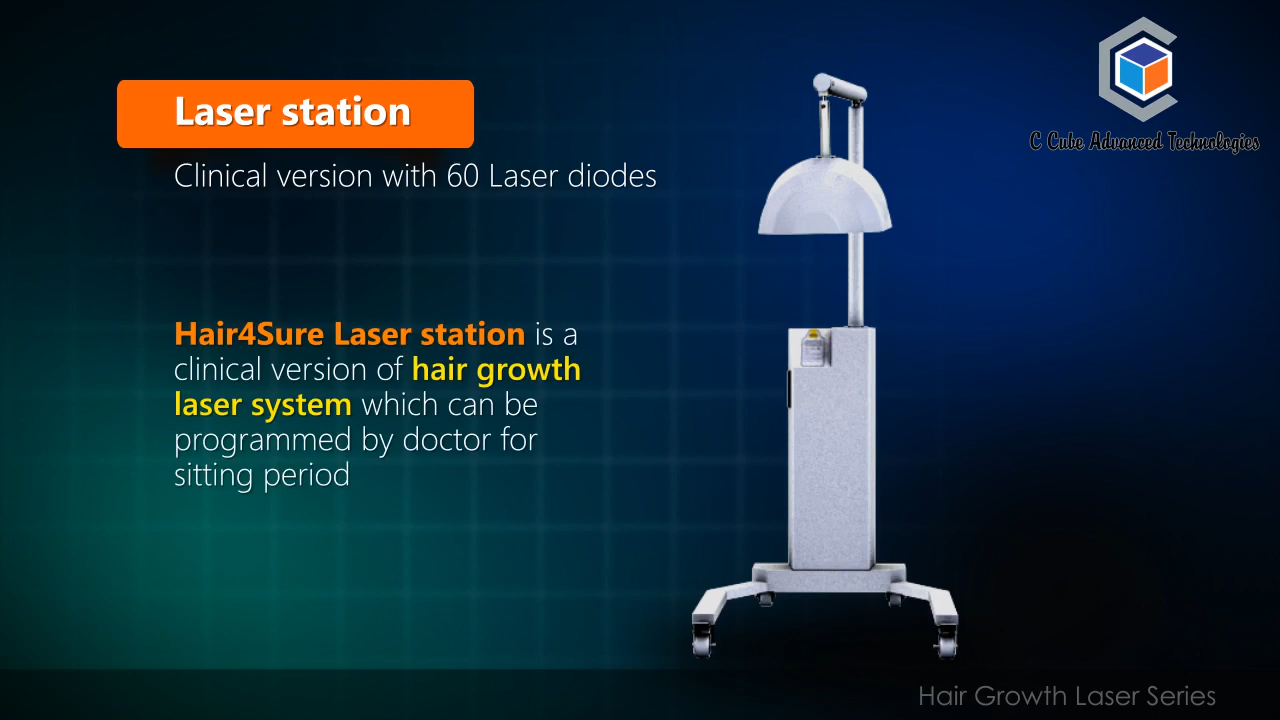 Laser station
Clinical version with 60 Laser diodes
C Cube Advanced Technologies
Hair4Sure Laser station is a
clinical version of hair growth
laser system which can be
programmed by doctor for
sitting period
Hair Growth Laser Series